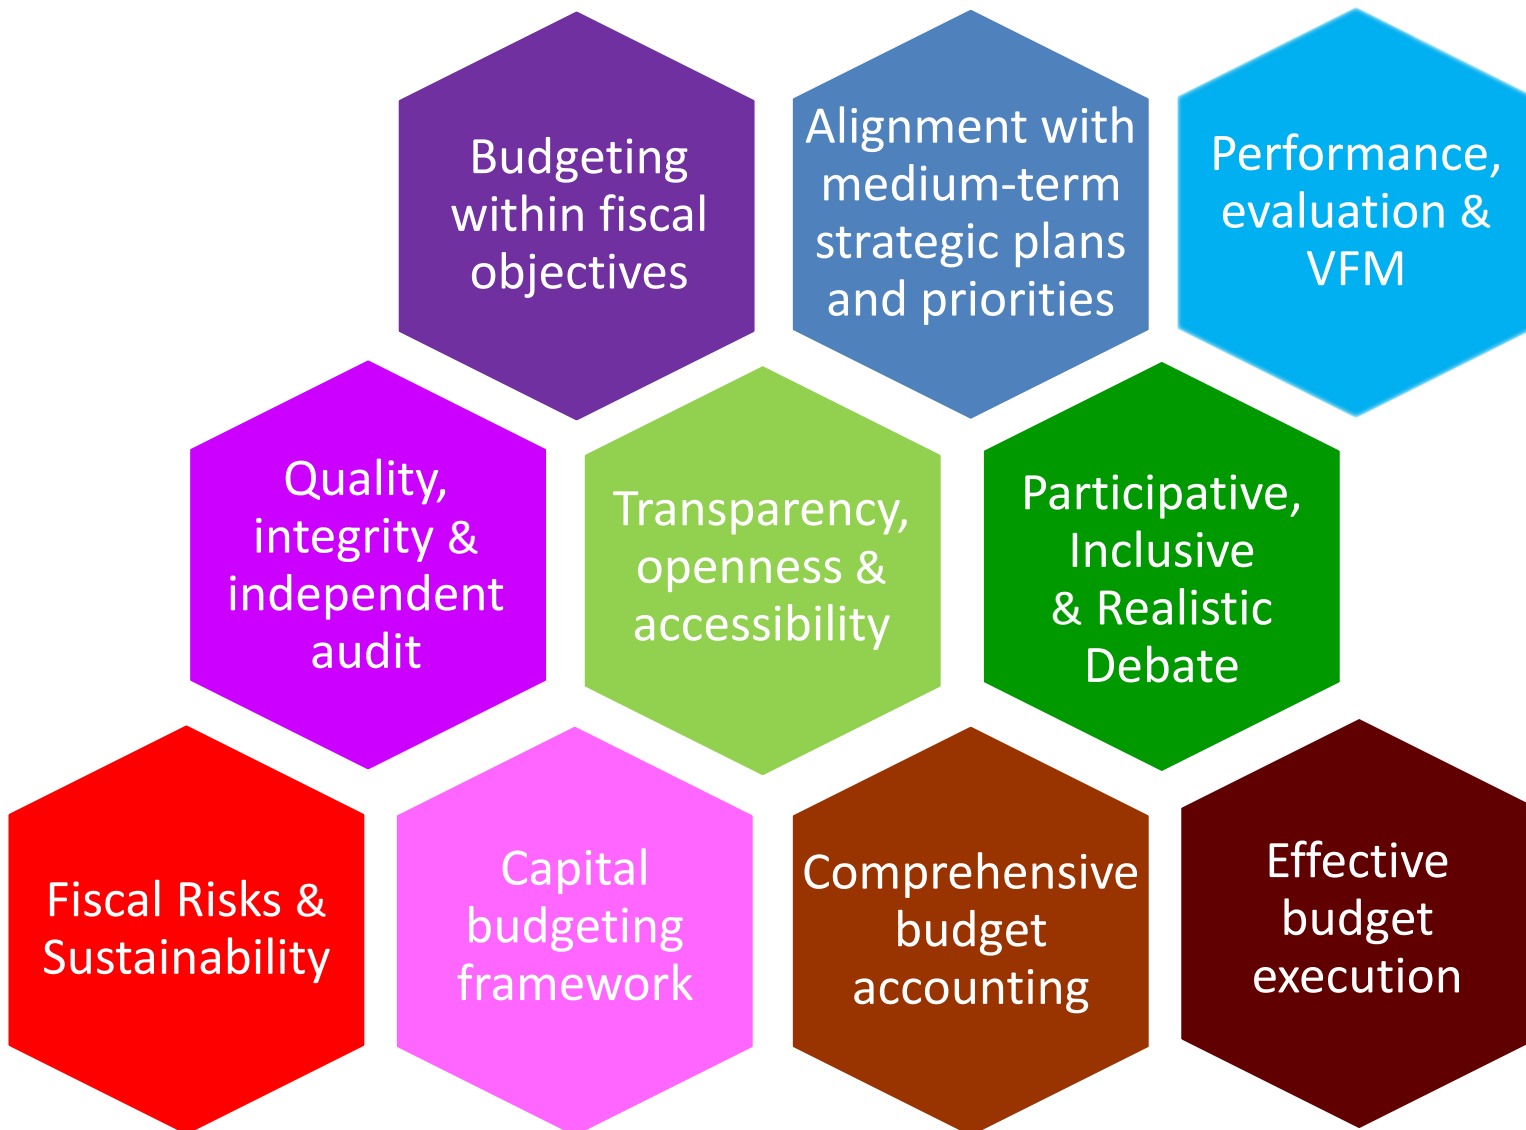 Budgeting
within fiscal
objectives
Alignment with
medium-term
strategic plans
and priorities
Performance,
evaluation &
VFM
Quality,
integrity &
independent
audit
Transparency,
openness &
accessibility
Participative,
Inclusive
& Realistic
Debate
Fiscal Risks &
Sustainability
Capital
budgeting
framework
Comprehensive
budget
accounting
Effective
budget
execution